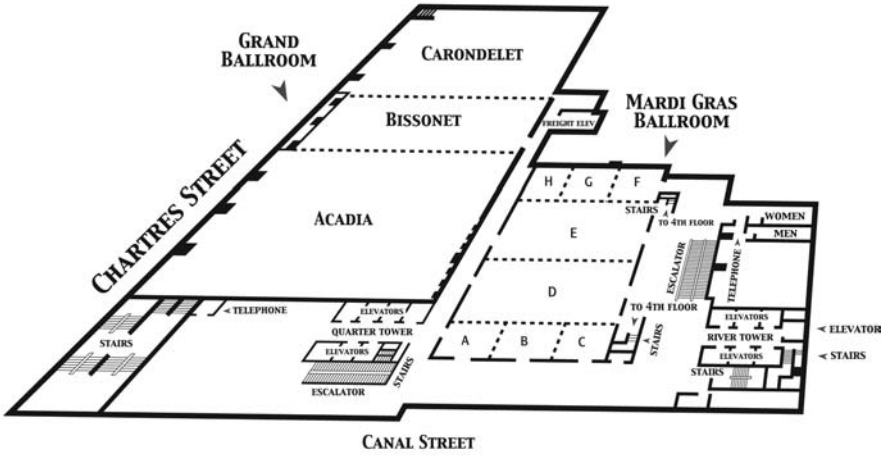 CARONDELET
GRAND
BALLROOM
BISSONET
FREIGHT ELEV.
MARDI GRAS
BALLROOM
CHARTRES STREET
ACADIA
H
G
F
STAIRS
TO 4TH FLOOR
WOMEN
MEN
E
ESCALATOR
TELEPHONE
D
TO 4TH FLOOR
TELEPHONE
ELEVATORS
QUARTER TOWER
ELEVATORS
STAIRS
ESCALATOR
STAIRS
A
B
C
STAIRS
ELEVATORS
RIVER TOWER
ELEVATORS
STAIRS
ELEVATOR
STAIRS
CANAL STREET